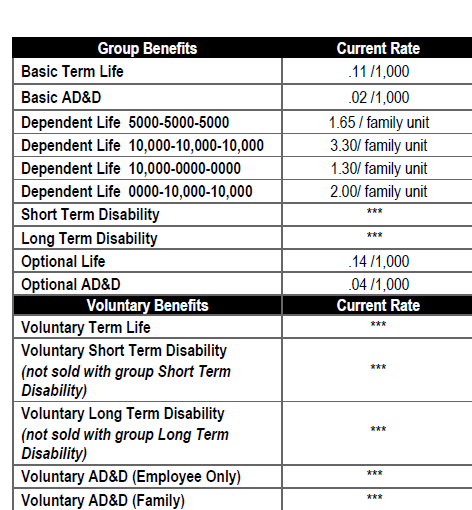 Group Benefits Current Rate
Basic Term Life .11 /1,000
Basic AD&D .02 /1,000
Dependent Life 5000-5000-5000 1.65 / family unit
Dependent Life 10,000-10,000-10,000 3.30/ family unit
Dependent Life 10,000-0000-0000 1.30/ family unit
Dependent Life 0000-10,000-10,000 2.00/ family unit
Short Term Disability ***
Long Term Disability ***
Optional Life .14 /1,000
Optional AD&D .04 /1,000
Voluntary Benefits Current Rate
Voluntary Term Life ***
Voluntary Short Term Disability
(not sold with group Short Term ***
Disability)
Voluntary Long Term Disability
(not sold with group Long Term ***
Disability)
Voluntary AD&D (Employee Only) ***
Voluntary AD&D (Family) ***